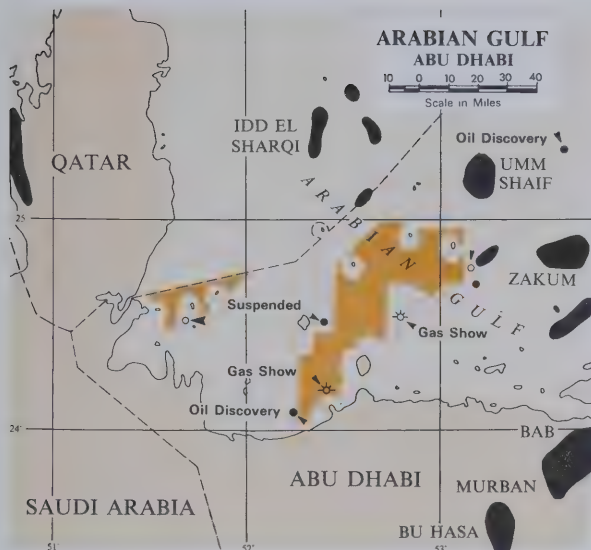 ARABIAN GULF
ABU DHABI
10 0 10 20 30 40
Scale in Miles
IDD EL
SHARQI
Oil Discovery
QATAR
UMM
SHAIF
ARABIAN GULF
25
ZAKUM
Suspended
Gas Show
Gas Show
Oil Discovery
24
BAB
ABU DHABI
MURBAN
SAUDI ARABIA
BU HASA
51 52 53